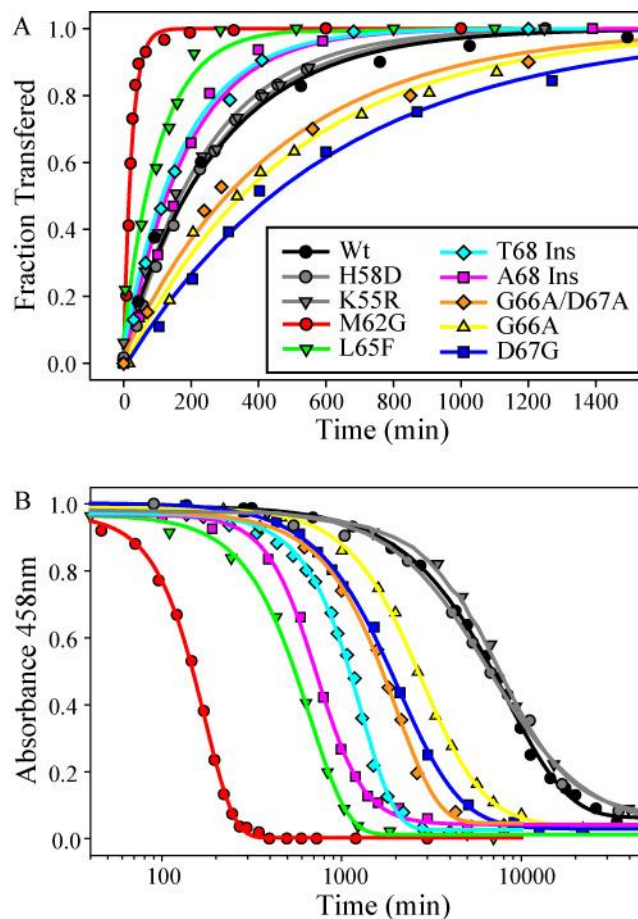 A
Fraction Transfered
1.0
0.8
0.6
0.4
0.2
0.0
Wt
H58D
K55R
M62G
L65F
T68 Ins
A68 Ins
G66A/D67A
G66A
D67G
0 200 400 600 800 1000 1200 1400
Time (min)
B
Absorbance 458nm
1.0
0.8
0.6
0.4
0.2
0.0
100 1000 10000
Time (min)